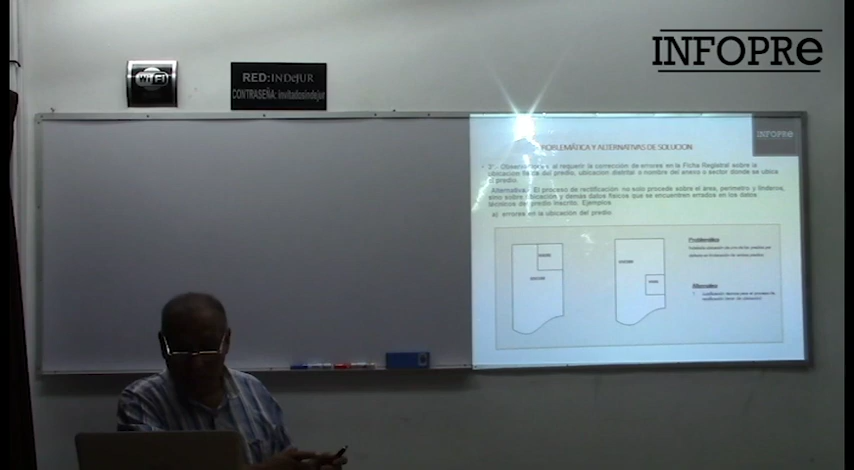 INFOPRe
WiFi
RED:INDeJUR
CONTRASEÑA: invitadosindejur
INFOPRe
PROBLEMÁTICA Y ALTERNATIVAS DE SOLUCION
al requerir la corrección de errores en la Ficha Registral sobre la
ubicación física del predio, ubicación distrital o nombre del anexo o sector donde se ubica
el predio.
Alternativa.- El proceso de rectificación no solo procede sobre el área, perímetro y linderos,
sino sobre ubicación y demás datos físicos que se encuentren errados en los datos
técnicos del predio inscrito. Ejemplos
a) errores en la ubicación del predio
Problemática
Alternativa